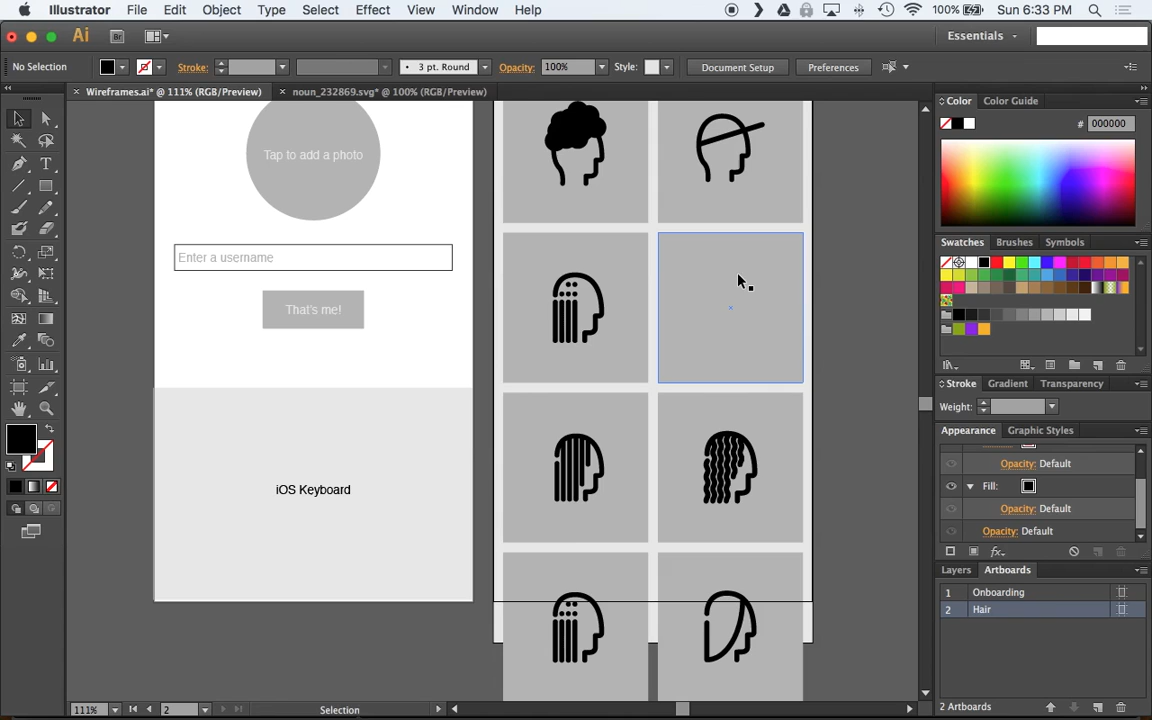 Illustrator File Edit Object Type Select Effect View Window Help 100% Sun 6:33 PM
Ai Br Essentials
No Selection Stroke: 3 pt. Round Opacity: 100% Style: Document Setup Preferences
× Wireframes.ai* @ 111% (RGB/Preview) × noun_232869.svg* @ 100% (RGB/Preview)
Color Color Guide
# 000000
Tap to add a photo
Enter a username
That's me!
iOS Keyboard
Swatches Brushes Symbols
Stroke Gradient Transparency
Weight:
Appearance Graphic Styles
Opacity: Default
Fill:
Opacity: Default
Opacity: Default
fx
Layers Artboards
1 Onboarding
2 Hair
2 Artboards
111% 2 Selection